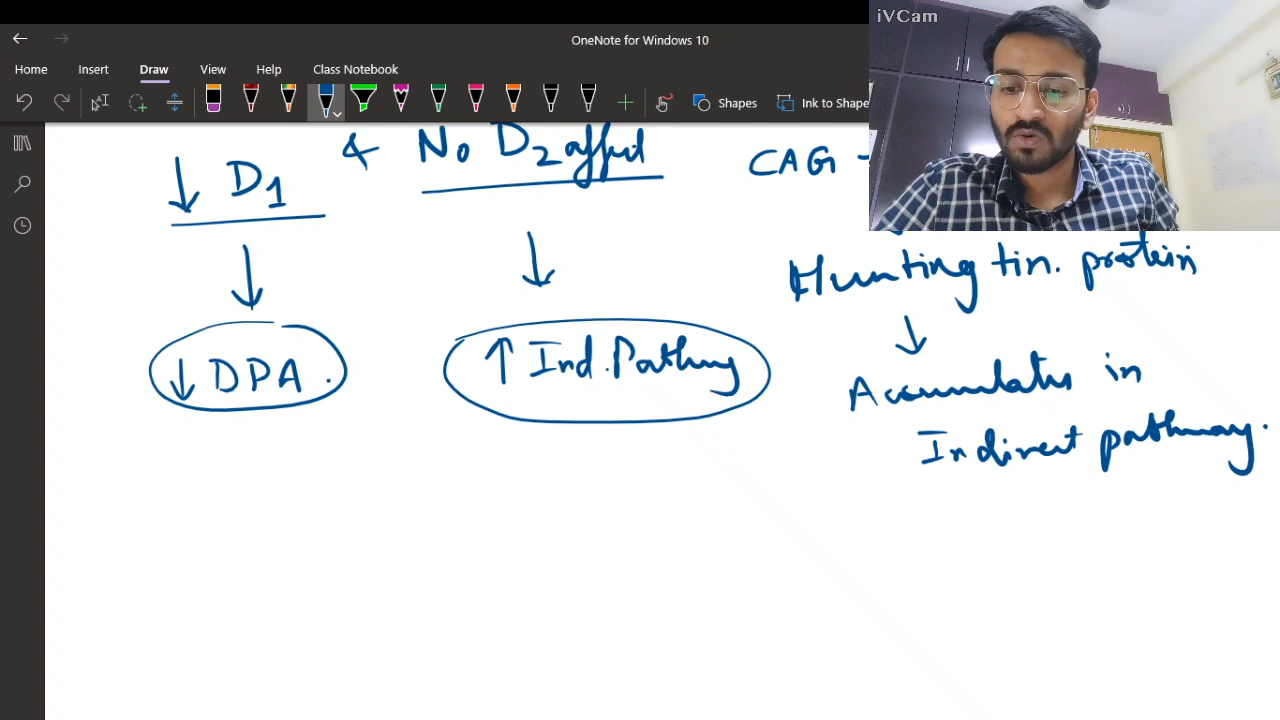 iVCam
OneNote for Windows 10
Home Insert Draw View Help Class Notebook
Shapes Ink to Shape
↓ D1 & No D2 affect CAG -
↓ ↓ Huntingtin. protein
↓ DPA. ↑ Ind. Pathway ↓
Accumulates in
Indirect pathway.